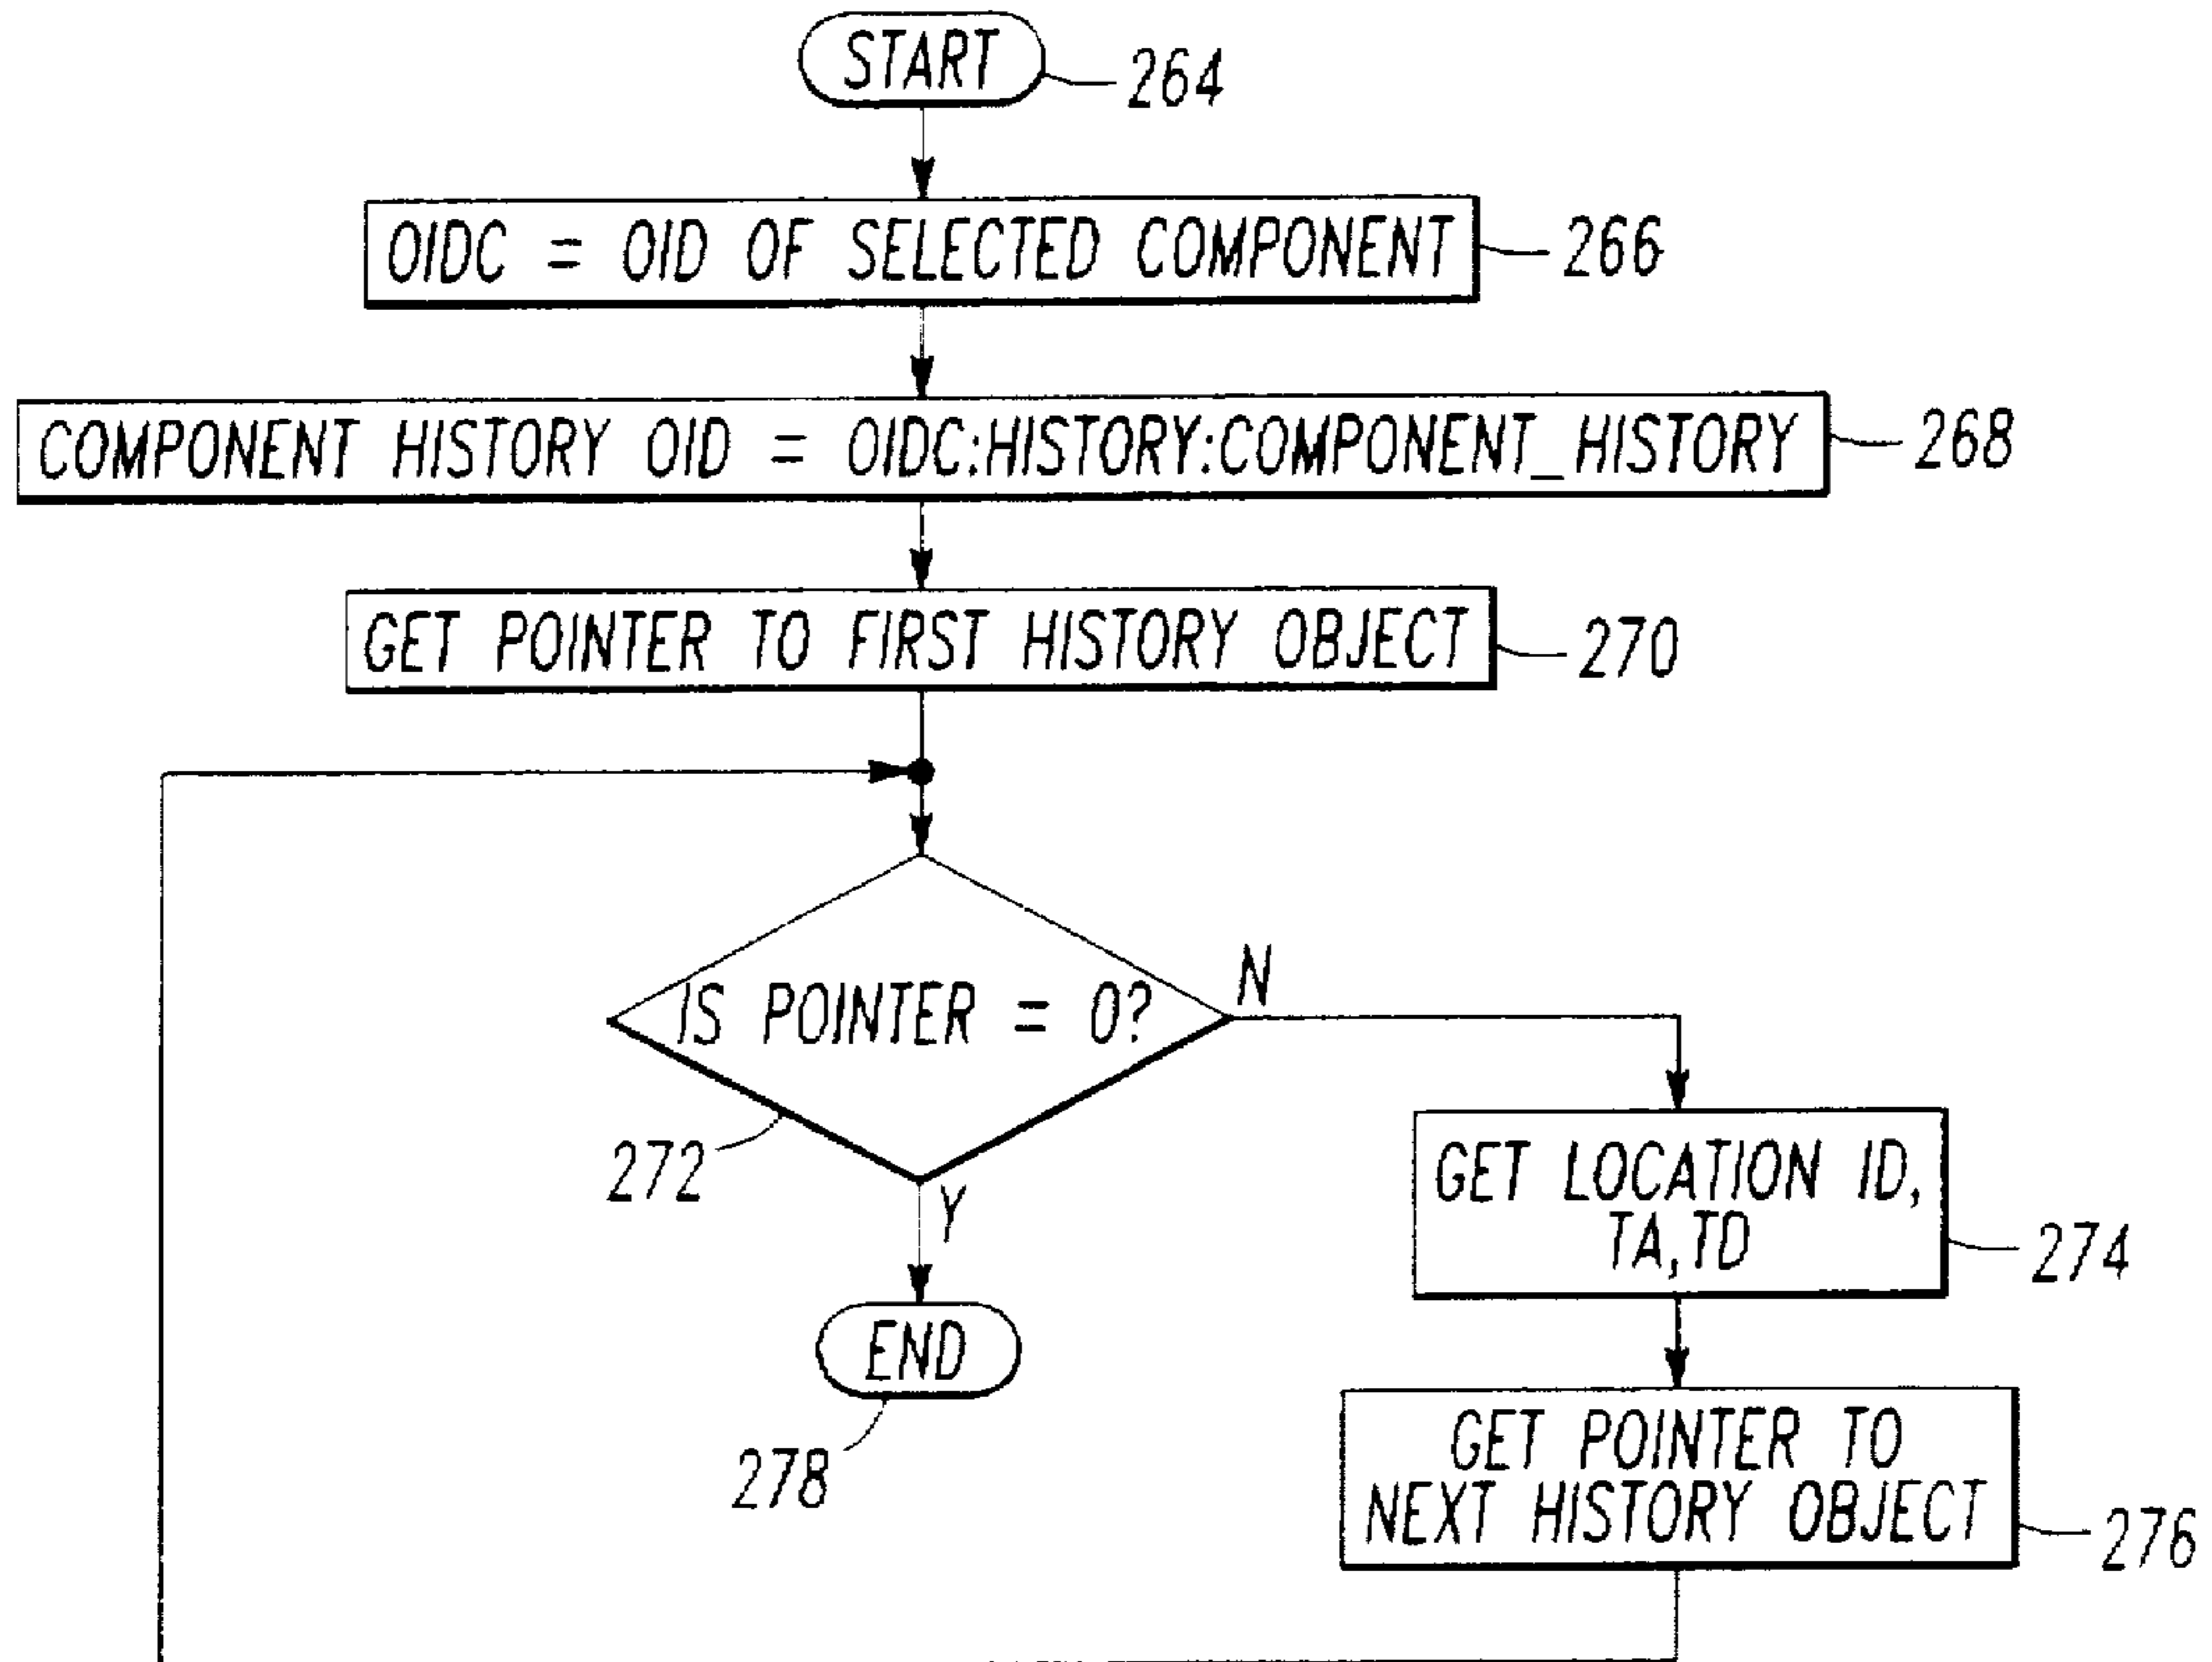 START
264
OIDC = OID OF SELECTED COMPONENT
266
COMPONENT HISTORY OID = OIDC:HISTORY:COMPONENT_HISTORY
268
GET POINTER TO FIRST HISTORY OBJECT
270
IS POINTER = 0?
N
272
Y
GET LOCATION ID,
TA,TD
274
END
278
GET POINTER TO
NEXT HISTORY OBJECT
276